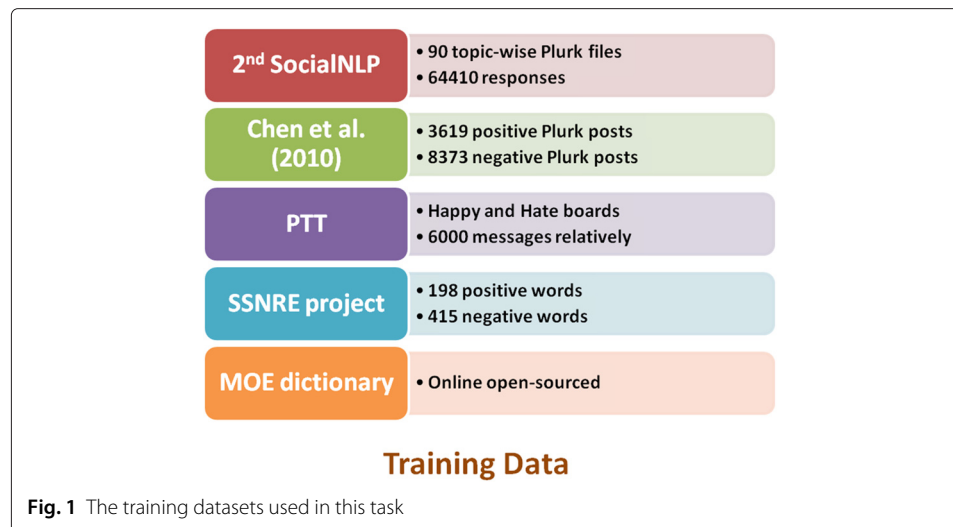 2nd SocialNLP
• 90 topic-wise Plurk files
• 64410 responses
Chen et al.
(2010)
• 3619 positive Plurk posts
• 8373 negative Plurk posts
PTT
• Happy and Hate boards
• 6000 messages relatively
SSNRE project
• 198 positive words
• 415 negative words
MOE dictionary
• Online open-sourced
Training Data
Fig. 1 The training datasets used in this task